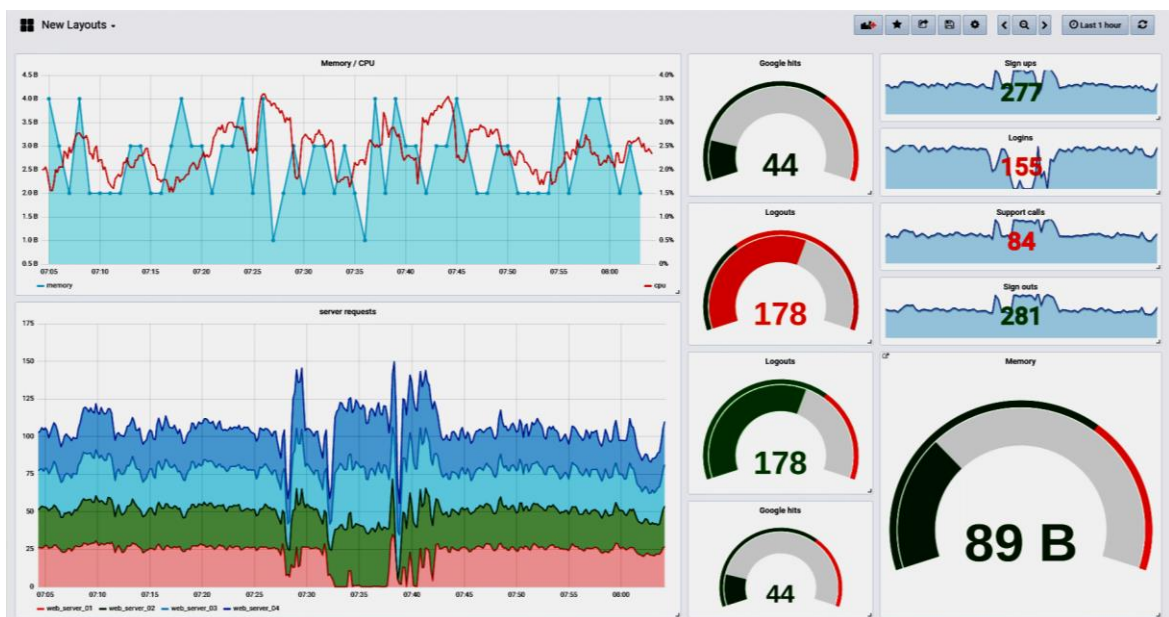 New Layouts
Last 1 hour
Memory / CPU
4.5 B
4.0 B
3.5 B
3.0 B
2.5 B
2.0 B
1.5 B
1.0 B
0.5 B
4.0%
3.5%
3.0%
2.5%
2.0%
1.5%
1.0%
0.5%
0%
07:05 07:10 07:15 07:20 07:25 07:30 07:35 07:40 07:45 07:50 07:55 08:00
memory
cpu
server requests
175
150
125
100
75
50
25
0
07:05 07:10 07:15 07:20 07:25 07:30 07:35 07:40 07:45 07:50 07:55 08:00
web_server_01 web_server_02 web_server_03 web_server_04
Google hits
44
Logouts
178
Logouts
178
Google hits
44
Sign ups
277
Logins
155
Support calls
84
Sign outs
281
Memory
89 B